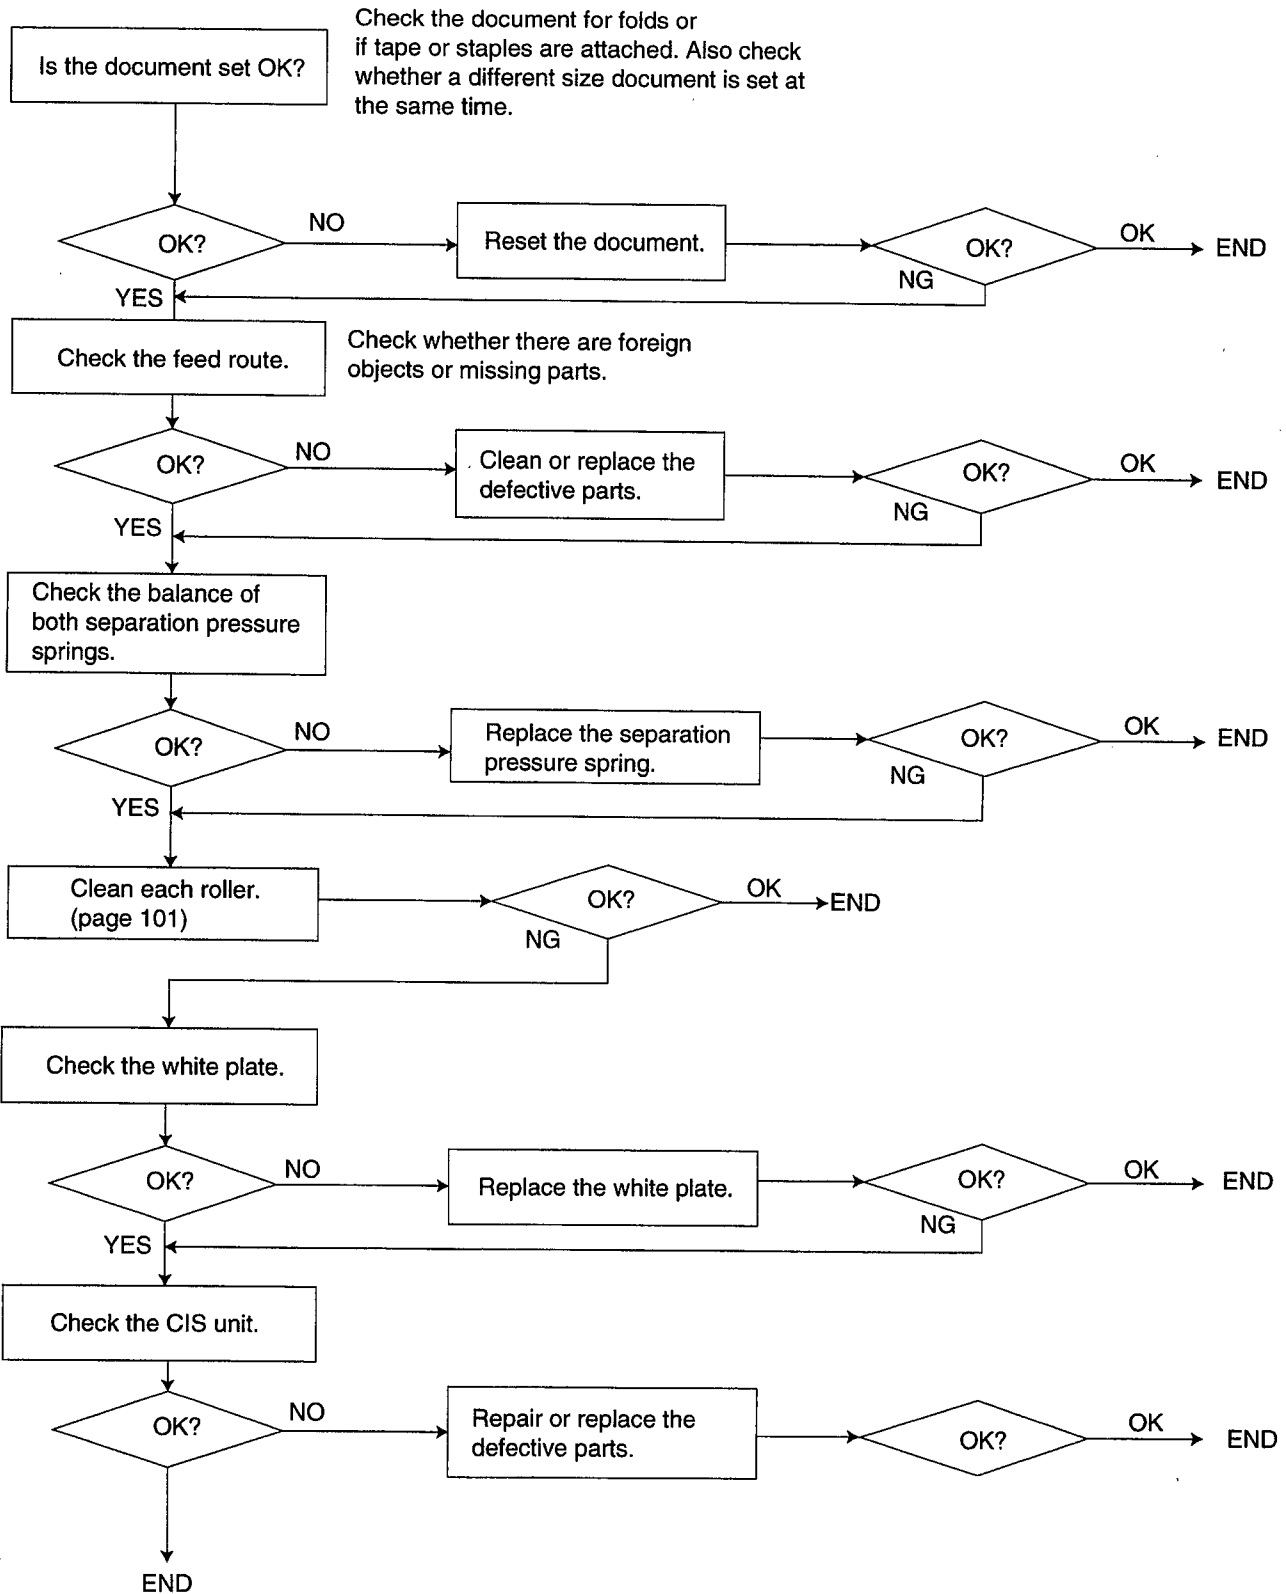 Check the document for folds or
if tape or staples are attached. Also check
whether a different size document is set at
the same time.
Is the document set OK?
OK?
NO
Reset the document.
OK?
OK
END
NG
YES
Check the feed route.
Check whether there are foreign
objects or missing parts.
OK?
NO
Clean or replace the
defective parts.
OK?
OK
END
NG
YES
Check the balance of
both separation pressure
springs.
OK?
NO
Replace the separation
pressure spring.
OK?
OK
END
NG
YES
Clean each roller.
(page 101)
OK?
OK
END
NG
Check the white plate.
OK?
NO
Replace the white plate.
OK?
OK
END
NG
YES
Check the CIS unit.
OK?
NO
Repair or replace the
defective parts.
OK?
OK
END
END